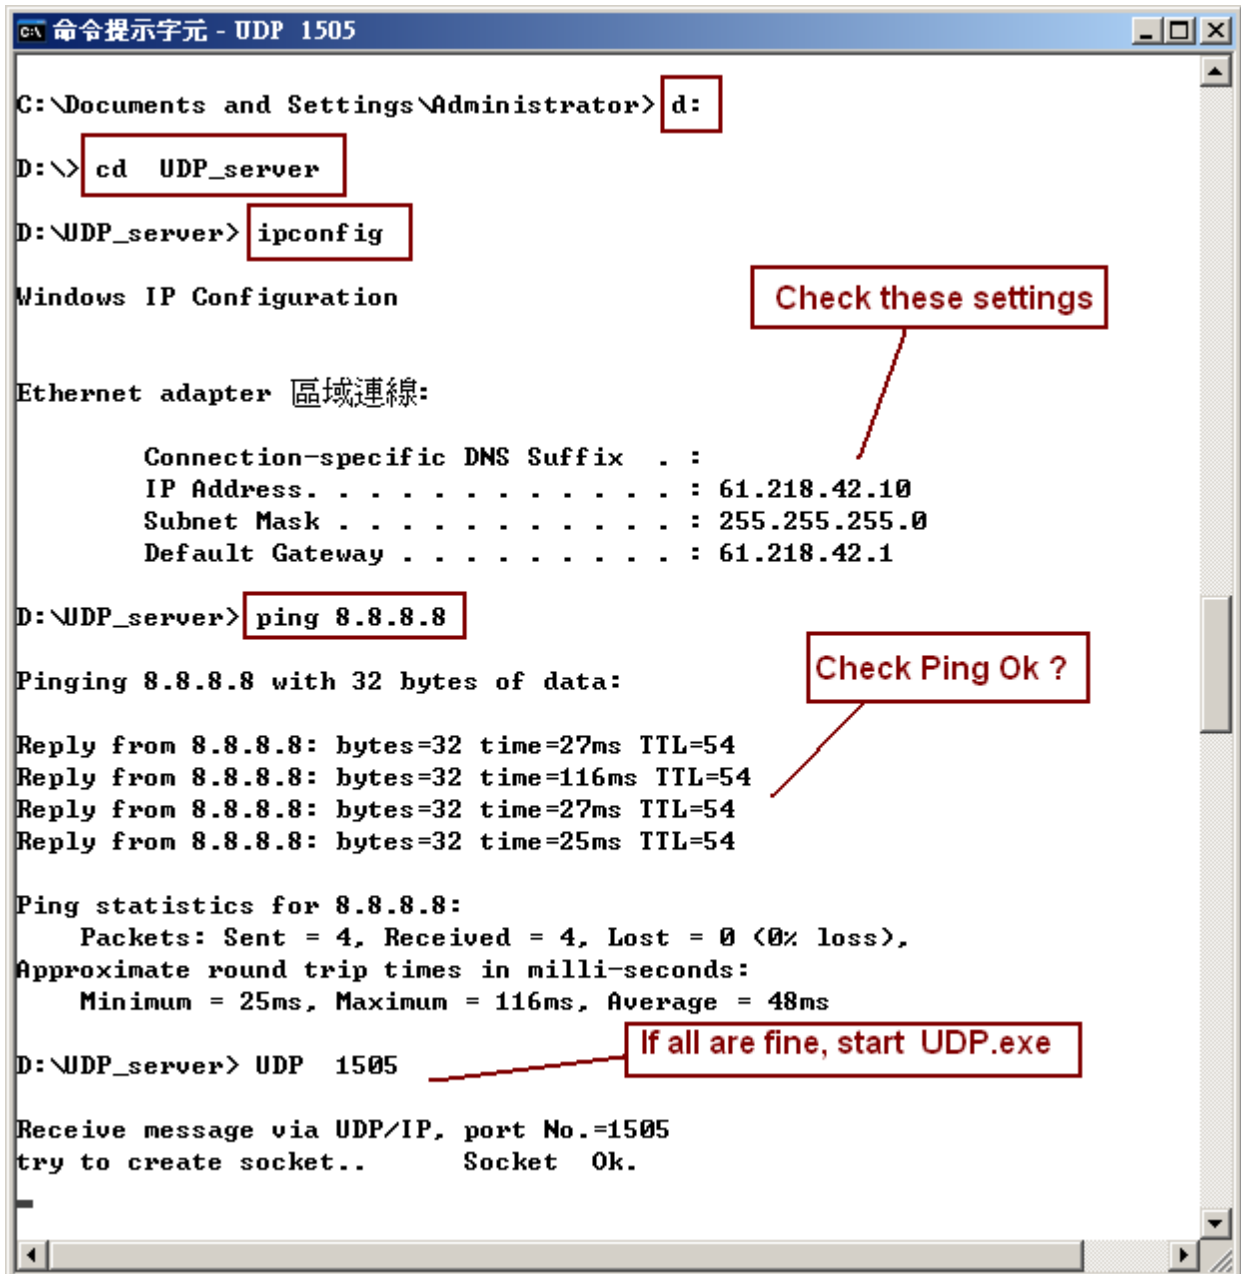 命令提示字元 - UDP 1505
C:\Documents and Settings\Administrator> d:
D:\> cd UDP_server
D:\UDP_server> ipconfig
Windows IP Configuration
Check these settings
Ethernet adapter 區域連線:
Connection-specific DNS Suffix . :
IP Address. . . . . . . . . . . . : 61.218.42.10
Subnet Mask . . . . . . . . . . . : 255.255.255.0
Default Gateway . . . . . . . . . : 61.218.42.1
D:\UDP_server> ping 8.8.8.8
Check Ping Ok ?
Pinging 8.8.8.8 with 32 bytes of data:
Reply from 8.8.8.8: bytes=32 time=27ms TTL=54
Reply from 8.8.8.8: bytes=32 time=116ms TTL=54
Reply from 8.8.8.8: bytes=32 time=27ms TTL=54
Reply from 8.8.8.8: bytes=32 time=25ms TTL=54
Ping statistics for 8.8.8.8:
Packets: Sent = 4, Received = 4, Lost = 0 (0% loss),
Approximate round trip times in milli-seconds:
Minimum = 25ms, Maximum = 116ms, Average = 48ms
If all are fine, start UDP.exe
D:\UDP_server> UDP 1505
Receive message via UDP/IP, port No.=1505
try to create socket.. Socket Ok.